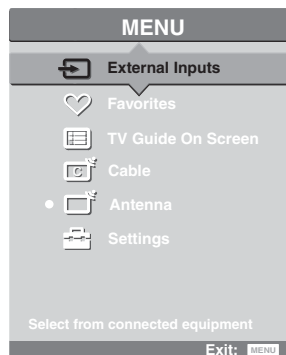 MENU
External Inputs
Favorites
TV Guide On Screen
C Cable
Antenna
Settings
Select from connected equipment
Exit: MENU